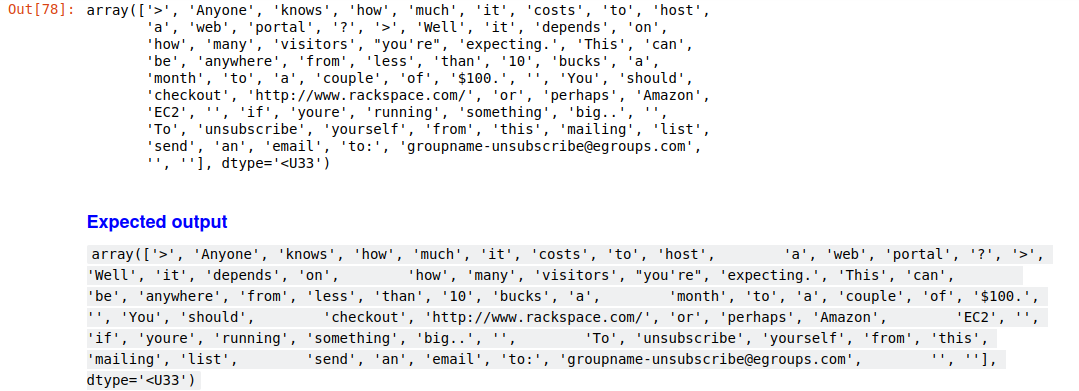 Out[78]: array(['>', 'Anyone', 'knows', 'how', 'much', 'it', 'costs', 'to', 'host',
'a', 'web', 'portal', '?', '>', 'Well', 'it', 'depends', 'on',
'how', 'many', 'visitors', "you're", 'expecting.', 'This', 'can',
'be', 'anywhere', 'from', 'less', 'than', '10', 'bucks', 'a',
'month', 'to', 'a', 'couple', 'of', '$100.', '', 'You', 'should',
'checkout', 'http://www.rackspace.com/', 'or', 'perhaps', 'Amazon',
'EC2', '', 'if', 'youre', 'running', 'something', 'big..', '',
'To', 'unsubscribe', 'yourself', 'from', 'this', 'mailing', 'list',
'send', 'an', 'email', 'to:', 'groupname-unsubscribe@egroups.com',
'', ''], dtype='<U33')
Expected output
array(['>', 'Anyone', 'knows', 'how', 'much', 'it', 'costs', 'to', 'host', 'a', 'web', 'portal', '?', '>',
'Well', 'it', 'depends', 'on', 'how', 'many', 'visitors', "you're", 'expecting.', 'This', 'can',
'be', 'anywhere', 'from', 'less', 'than', '10', 'bucks', 'a', 'month', 'to', 'a', 'couple', 'of', '$100.',
'', 'You', 'should', 'checkout', 'http://www.rackspace.com/', 'or', 'perhaps', 'Amazon', 'EC2', '',
'if', 'youre', 'running', 'something', 'big..', '', 'To', 'unsubscribe', 'yourself', 'from', 'this',
'mailing', 'list', 'send', 'an', 'email', 'to:', 'groupname-unsubscribe@egroups.com', '', ''],
dtype='<U33')